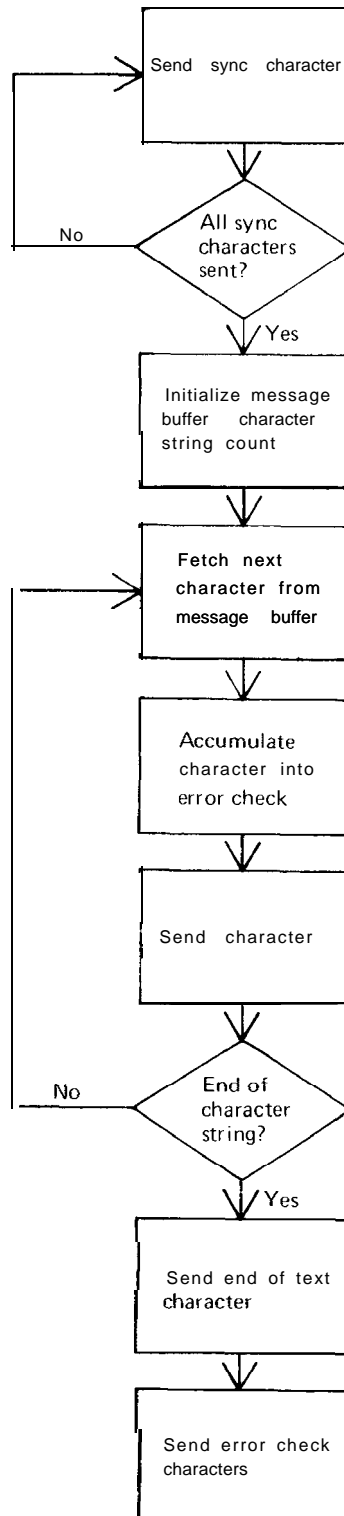 Send sync character
All sync
characters
sent?
No
Yes
Initialize message
buffer character
string count
Fetch next
character from
message buffer
Accumulate
character into
error check
Send character
No
End of
character
string?
Yes
Send end of text
character
Send error check
characters